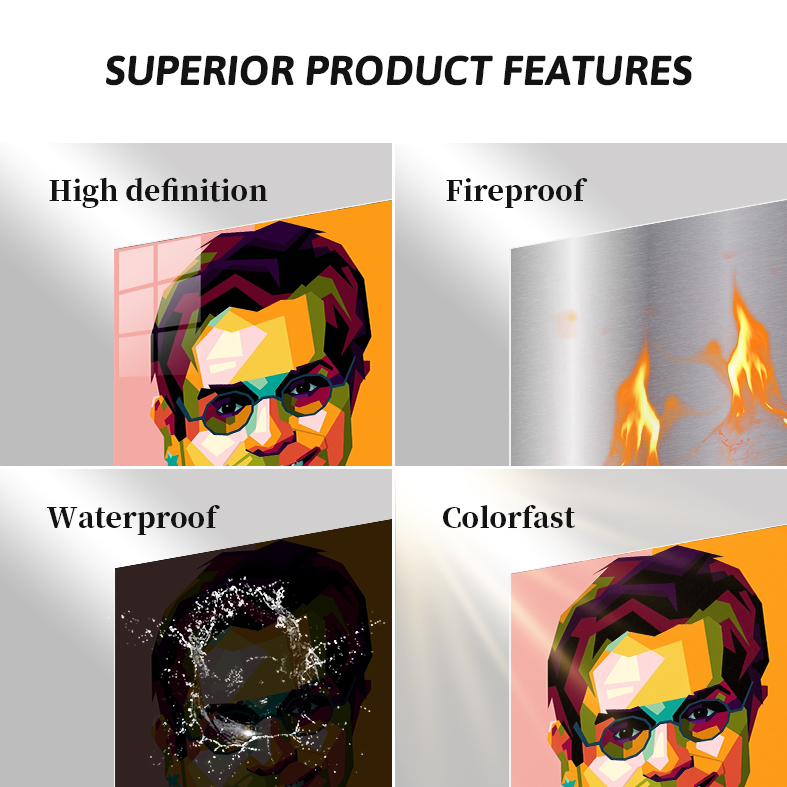 SUPERIOR PRODUCT FEATURES
High definition
Fireproof
Waterproof
Colorfast